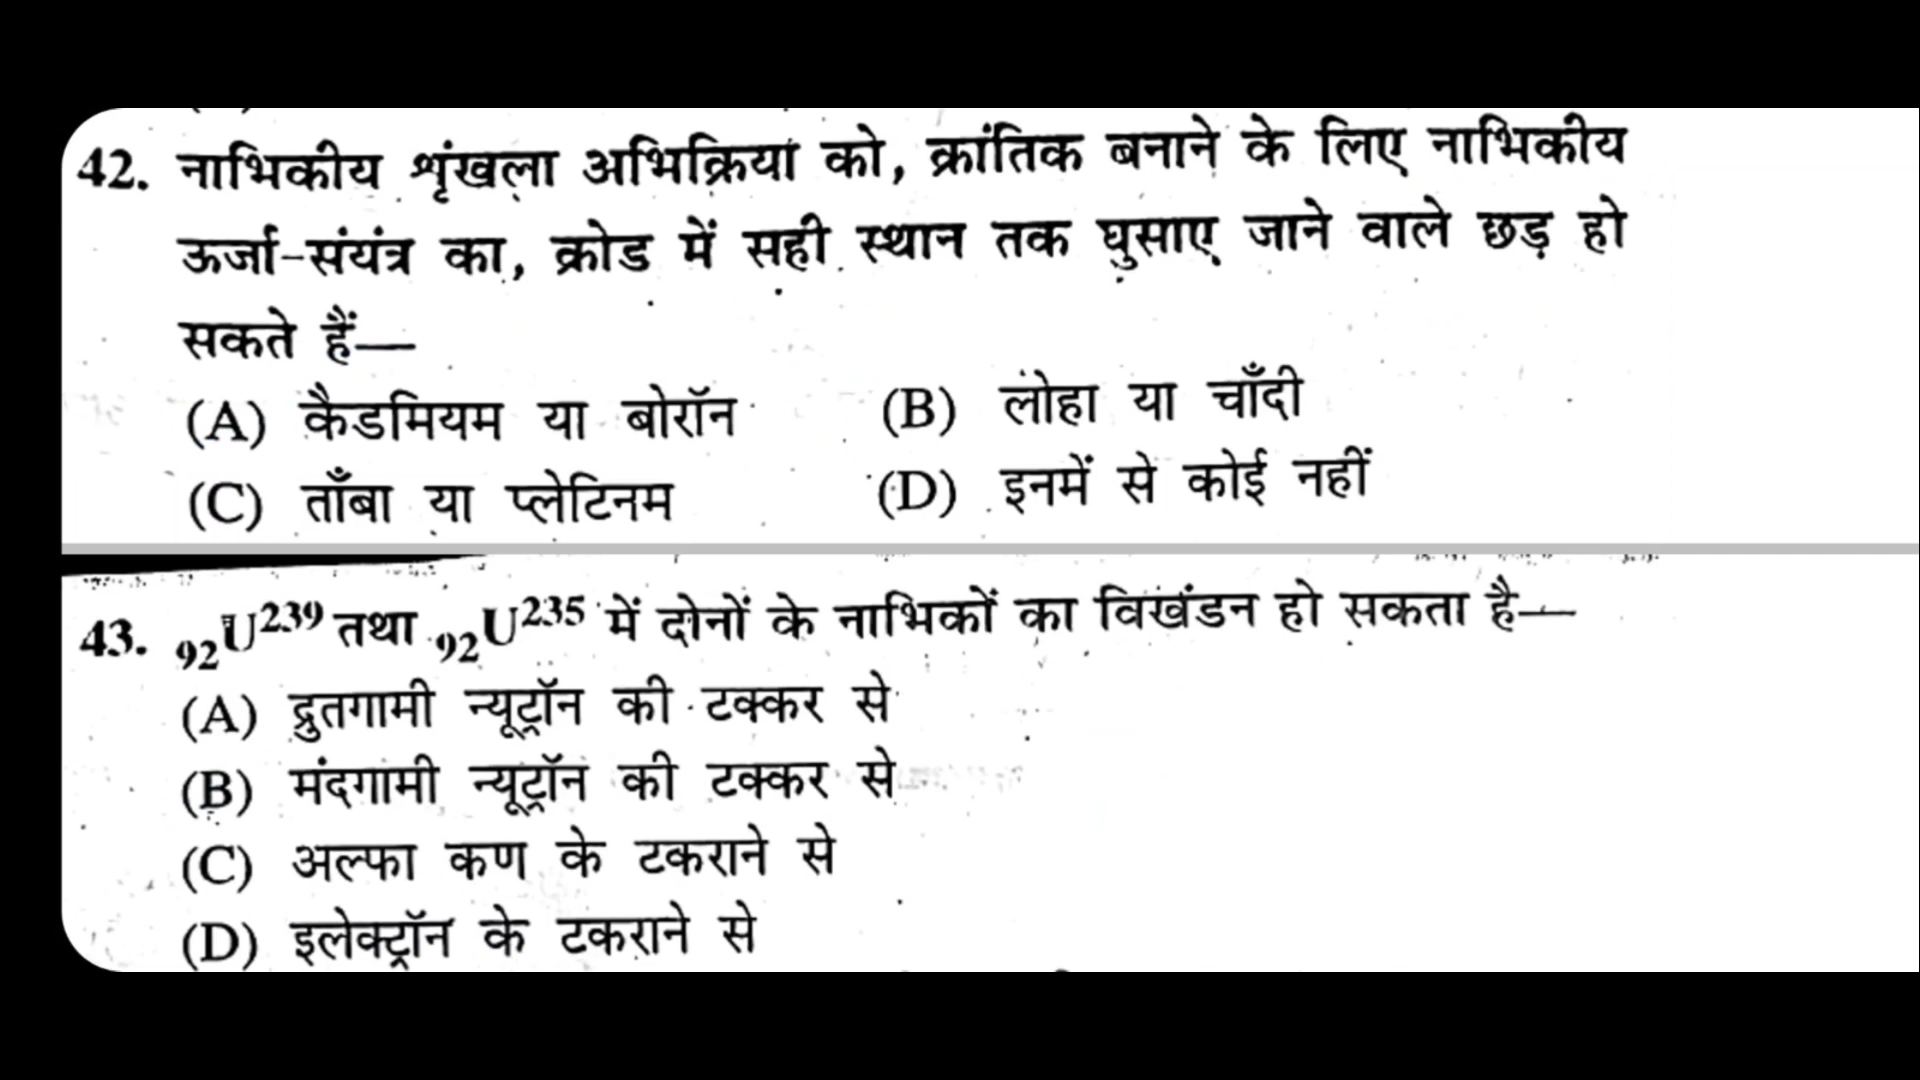 42. नाभिकीय शृंखला अभिक्रिया को, क्रांतिक बनाने के लिए नाभिकीय
ऊर्जा-संयंत्र का, क्रोड में सही स्थान तक घुसाए जाने वाले छड़ हो
सकते हैं—
(A) कैडमियम या बोरॉन (B) लोहा या चाँदी
(C) ताँबा या प्लेटिनम (D) इनमें से कोई नहीं
43. ₉₂U²³⁹ तथा ₉₂U²³⁵ में दोनों के नाभिकों का विखंडन हो सकता है—
(A) द्रुतगामी न्यूट्रॉन की टक्कर से
(B) मंदगामी न्यूट्रॉन की टक्कर से
(C) अल्फा कण के टकराने से
(D) इलेक्ट्रॉन के टकराने से